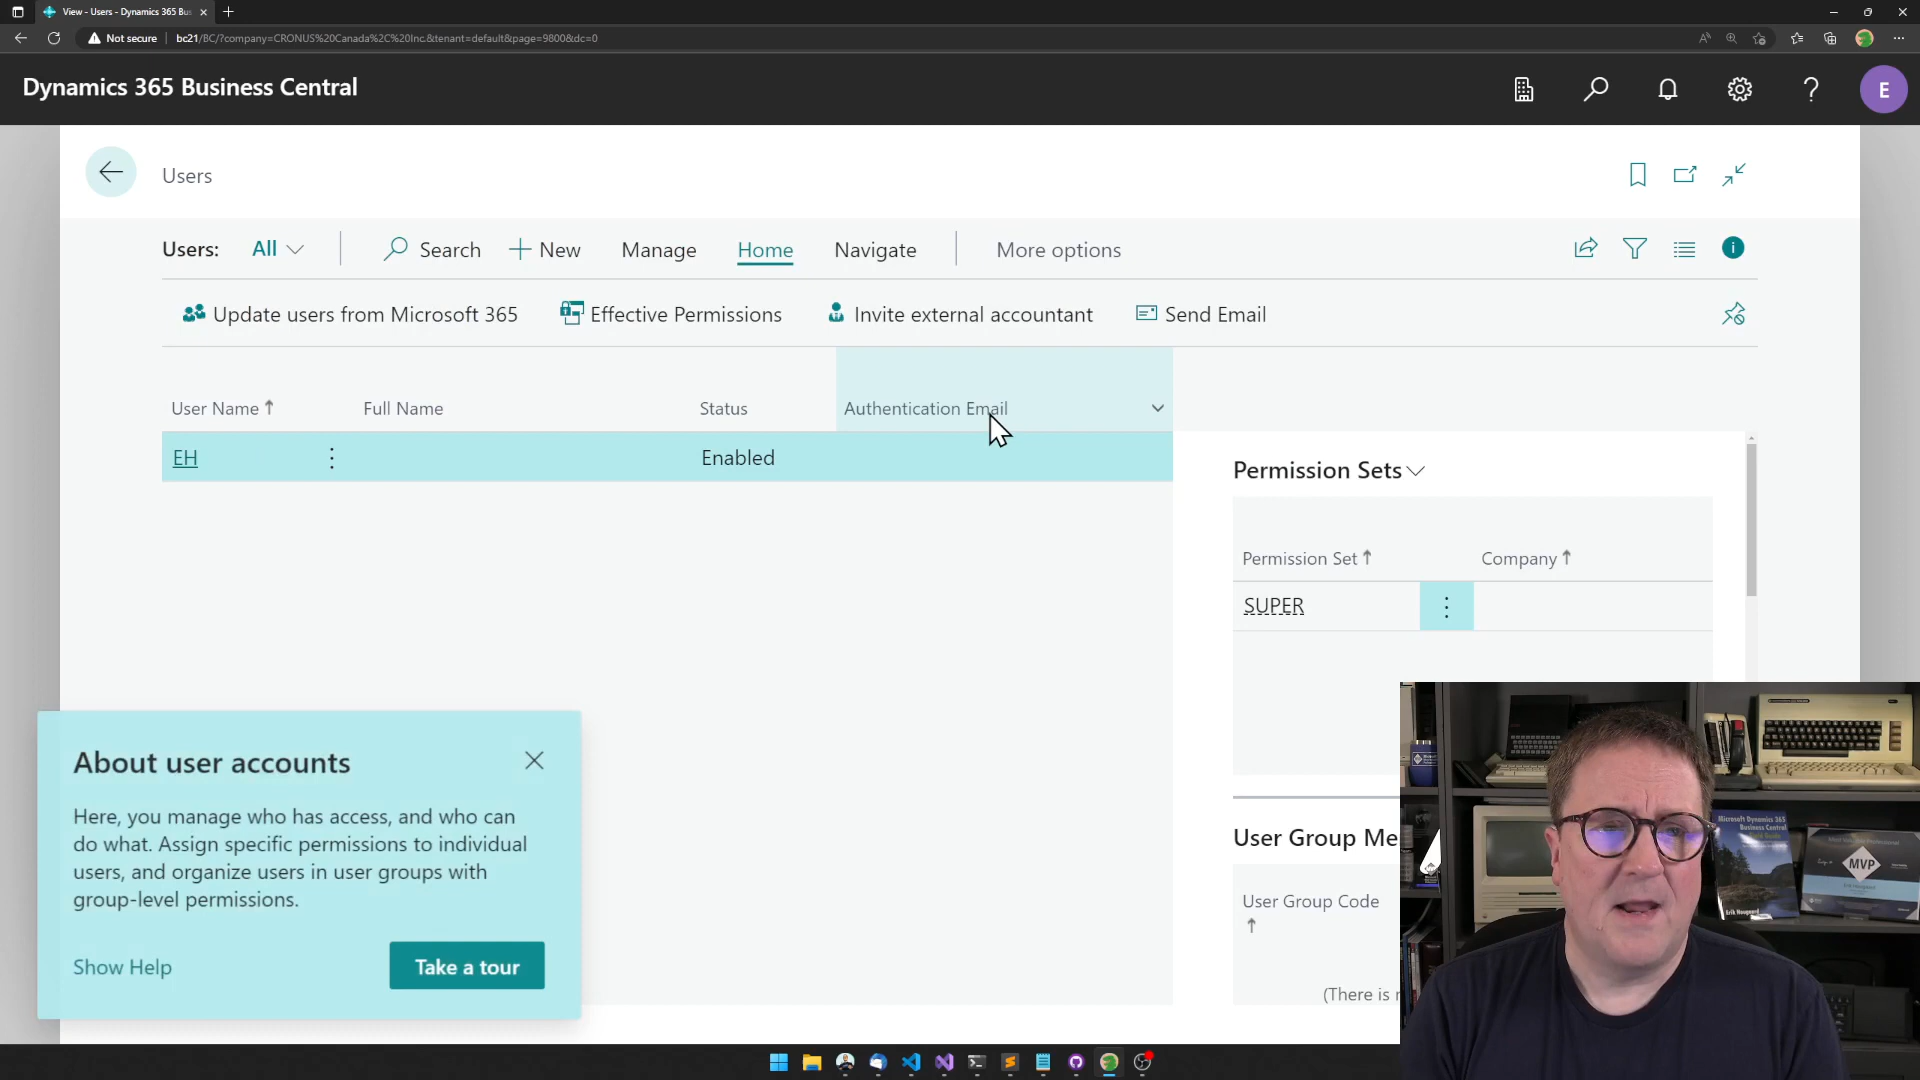 View - Users - Dynamics 365 Bus
Not secure
bc21/BC/?company=CRONUS%20Canada%2C%20Inc.&tenant=default&page=9800&dc=0
Dynamics 365 Business Central
E
Users
Users:
All
Search
New
Manage
Home
Navigate
More options
Update users from Microsoft 365
Effective Permissions
Invite external accountant
Send Email
User Name
Full Name
Status
Authentication Email
EH
Enabled
Permission Sets
Permission Set
Company
SUPER
User Group Me
User Group Code
(There is
About user accounts
Here, you manage who has access, and who can
do what. Assign specific permissions to individual
users, and organize users in user groups with
group-level permissions.
Show Help
Take a tour
Microsoft Dynamics 365
Business Central
MVP